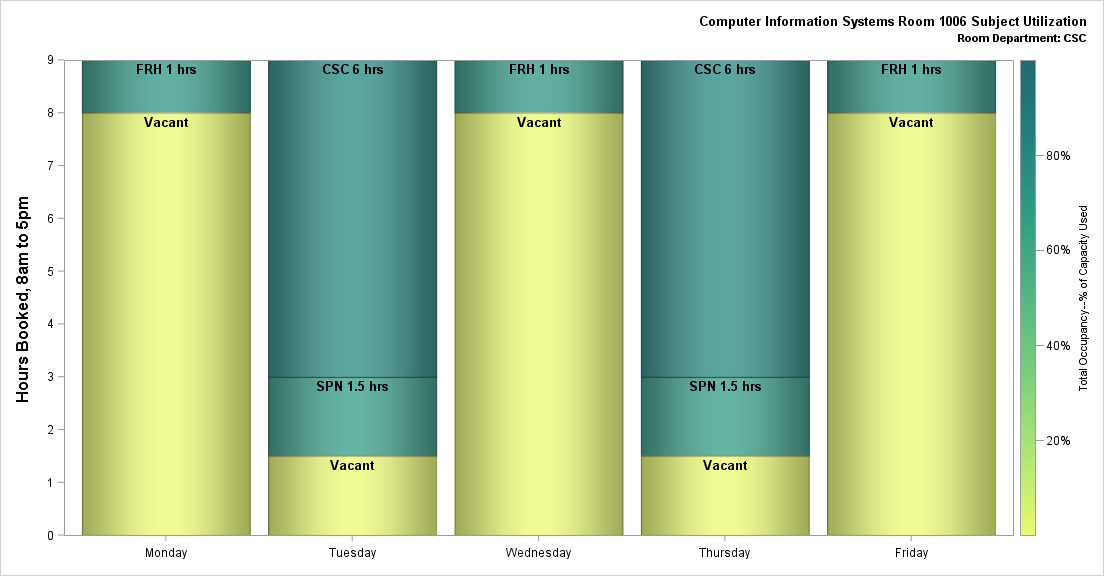 Computer Information Systems Room 1006 Subject Utilization
Room Department: CSC
Hours Booked, 8am to 5pm
9
8
7
6
5
4
3
2
1
0
FRH 1 hrs
Vacant
CSC 6 hrs
SPN 1.5 hrs
Vacant
FRH 1 hrs
Vacant
CSC 6 hrs
SPN 1.5 hrs
Vacant
FRH 1 hrs
Vacant
Monday
Tuesday
Wednesday
Thursday
Friday
80%
60%
40%
20%
Total Occupancy--% of Capacity Used